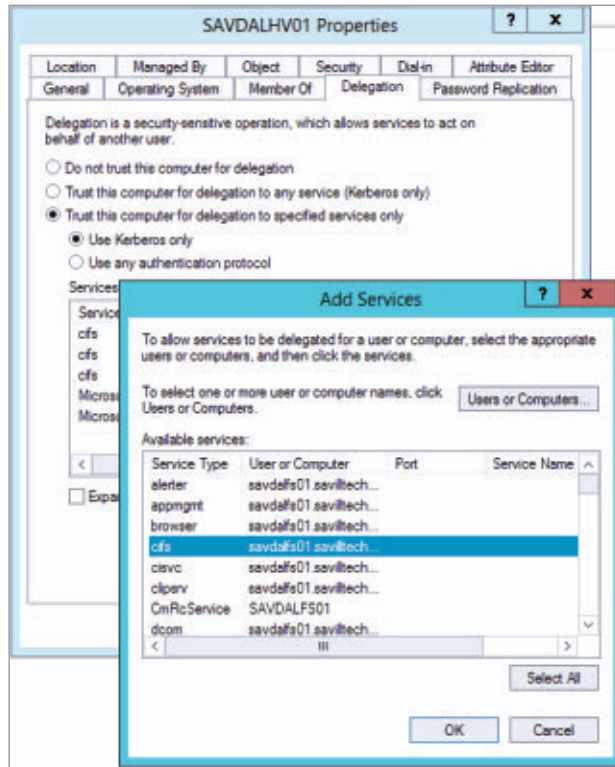 SAVDALHV01 Properties
? x
Location Managed By Object Security Dial-in Attribute Editor
General Operating System Member Of Delegation Password Replication
Delegation is a security-sensitive operation, which allows services to act on
behalf of another user.
Do not trust this computer for delegation
Trust this computer for delegation to any service (Kerberos only)
Trust this computer for delegation to specified services only
Use Kerberos only
Use any authentication protocol
Services
Service
cifs
cifs
cifs
Micros
Micros
Expa
Add Services
? x
To allow services to be delegated for a user or computer, select the appropriate
users or computers, and then click the services.
To select one or more user or computer names, click
Users or Computers.
Users or Computers...
Available services:
Service Type User or Computer Port Service Name
alerter savdalfs01.savilltech...
appmgmt savdalfs01.savilltech...
browser savdalfs01.savilltech...
cifs savdalfs01.savilltech...
cisvc savdalfs01.savilltech...
clipsrv savdalfs01.savilltech...
CmRcService SAVDALFS01
dcom savdalfs01.savilltech...
Select All
OK Cancel